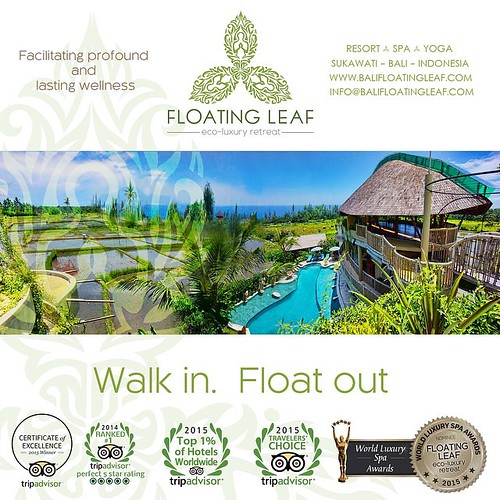 Facilitating profound
and
lasting wellness
FLOATING LEAF
eco-luxury retreat
RESORT ⛬ SPA ⛬ YOGA
SUKAWATI - BALI - INDONESIA
WWW.BALIFLOATINGLEAF.COM
INFO@BALIFLOATINGLEAF.COM
Walk in. Float out
CERTIFICATE of
EXCELLENCE
2015 Winner
tripadvisor®
2014
RANKED
#1
tripadvisor®
perfect 5 star rating
2015
Top 1%
of Hotels
Worldwide
tripadvisor®
2015
TRAVELERS'
CHOICE
tripadvisor®
World Luxury
Spa
Awards
WORLD LUXURY SPA AWARDS
NOMINEE
FLOATING
LEAF
eco-luxury
retreat
2015